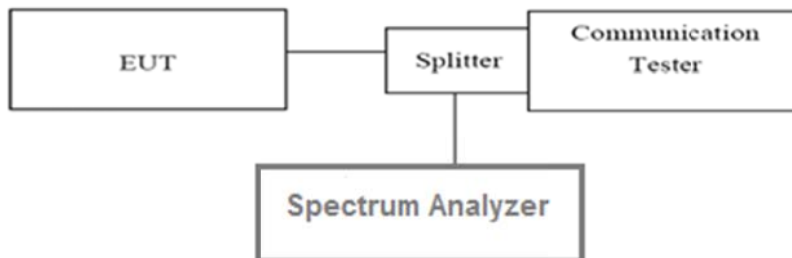 EUT
Splitter
Communication
Tester
Spectrum Analyzer